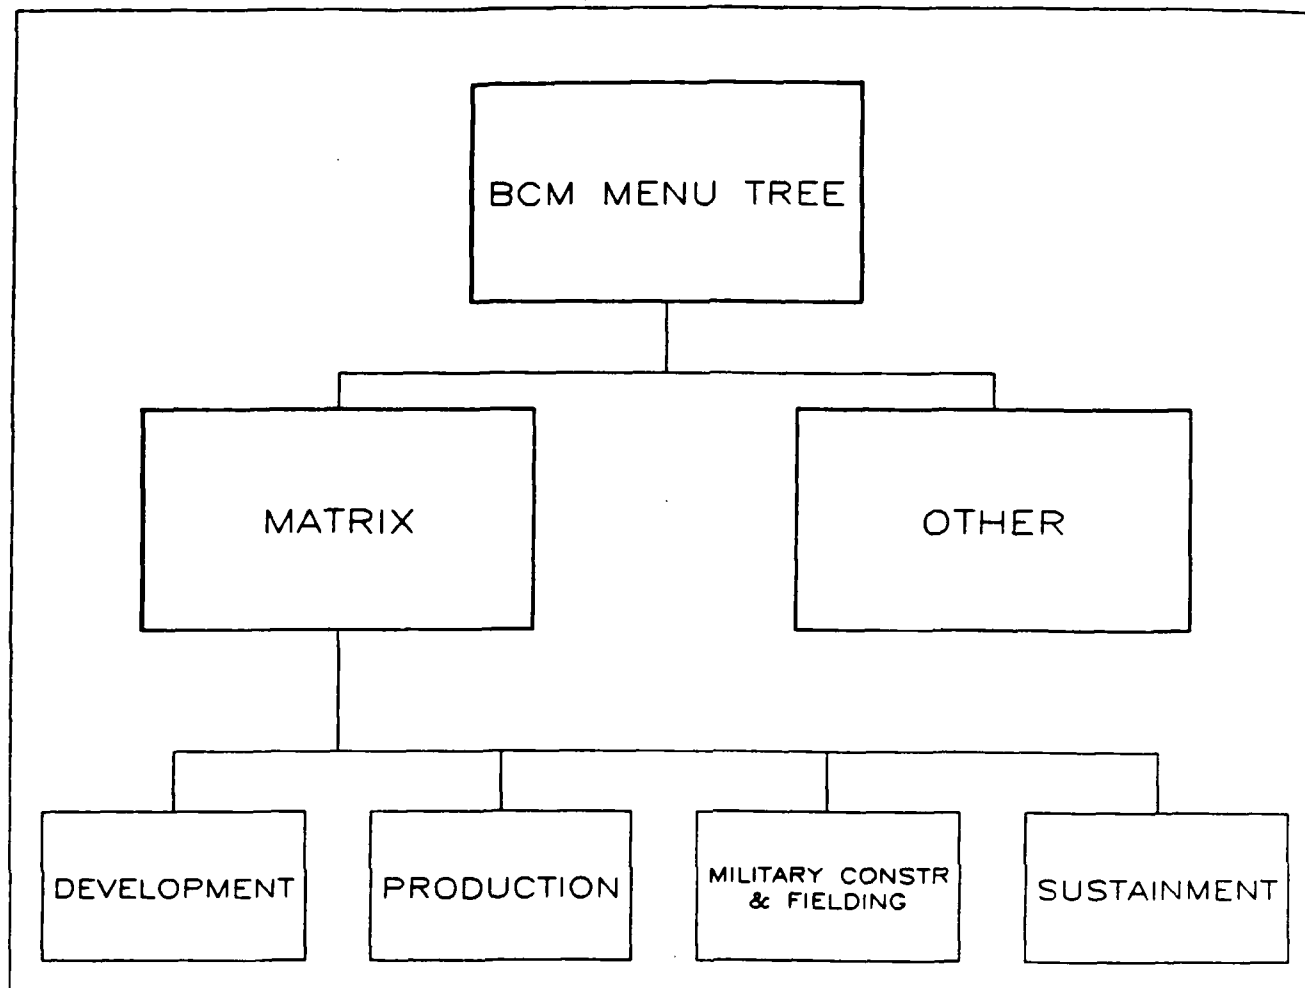 BCM MENU TREE
MATRIX
OTHER
DEVELOPMENT
PRODUCTION
MILITARY CONSTR
& FIELDING
SUSTAINMENT